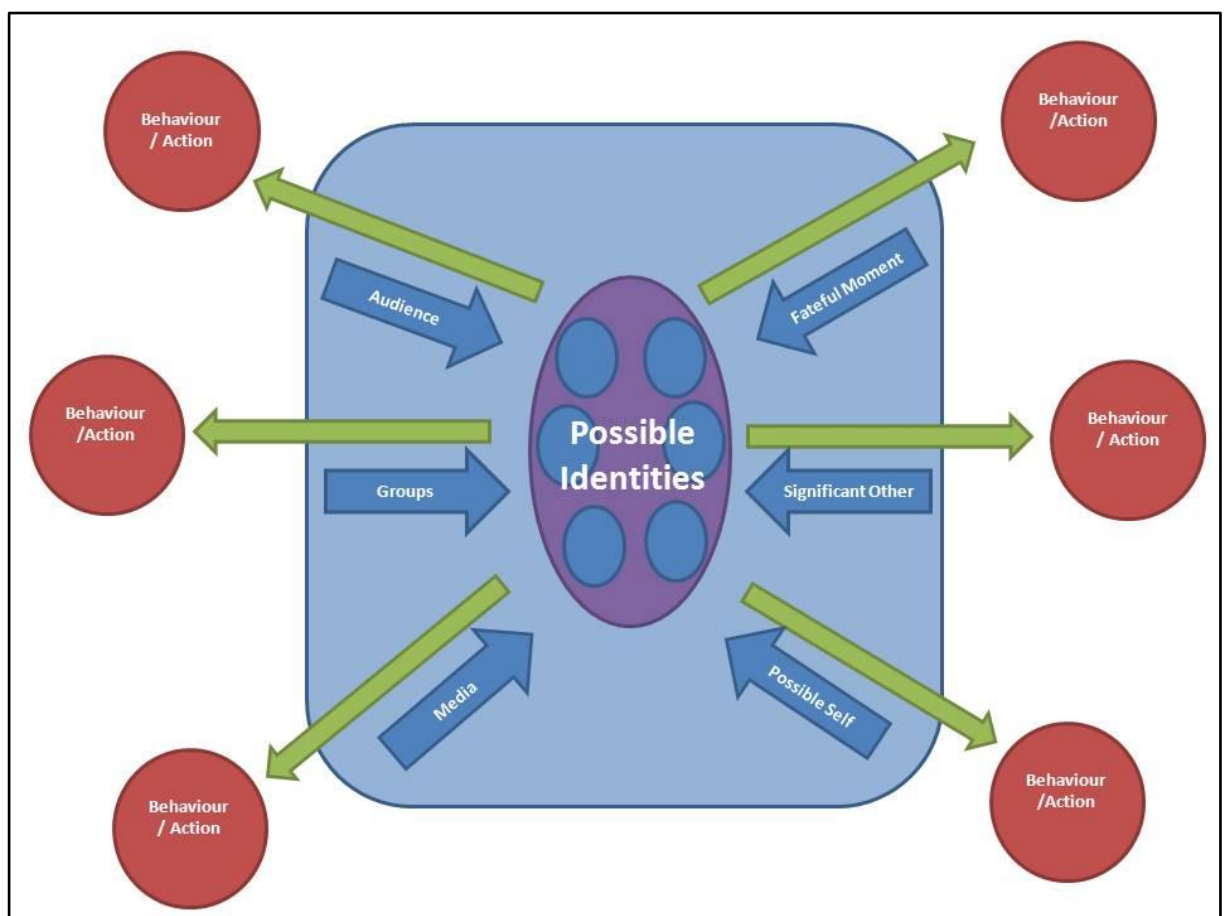 Behaviour
/ Action
Behaviour
/Action
Audience
Fateful Moment
Behaviour
/Action
Possible
Identities
Behaviour
/ Action
Groups
Significant Other
Media
Possible Self
Behaviour
/ Action
Behaviour
/Action